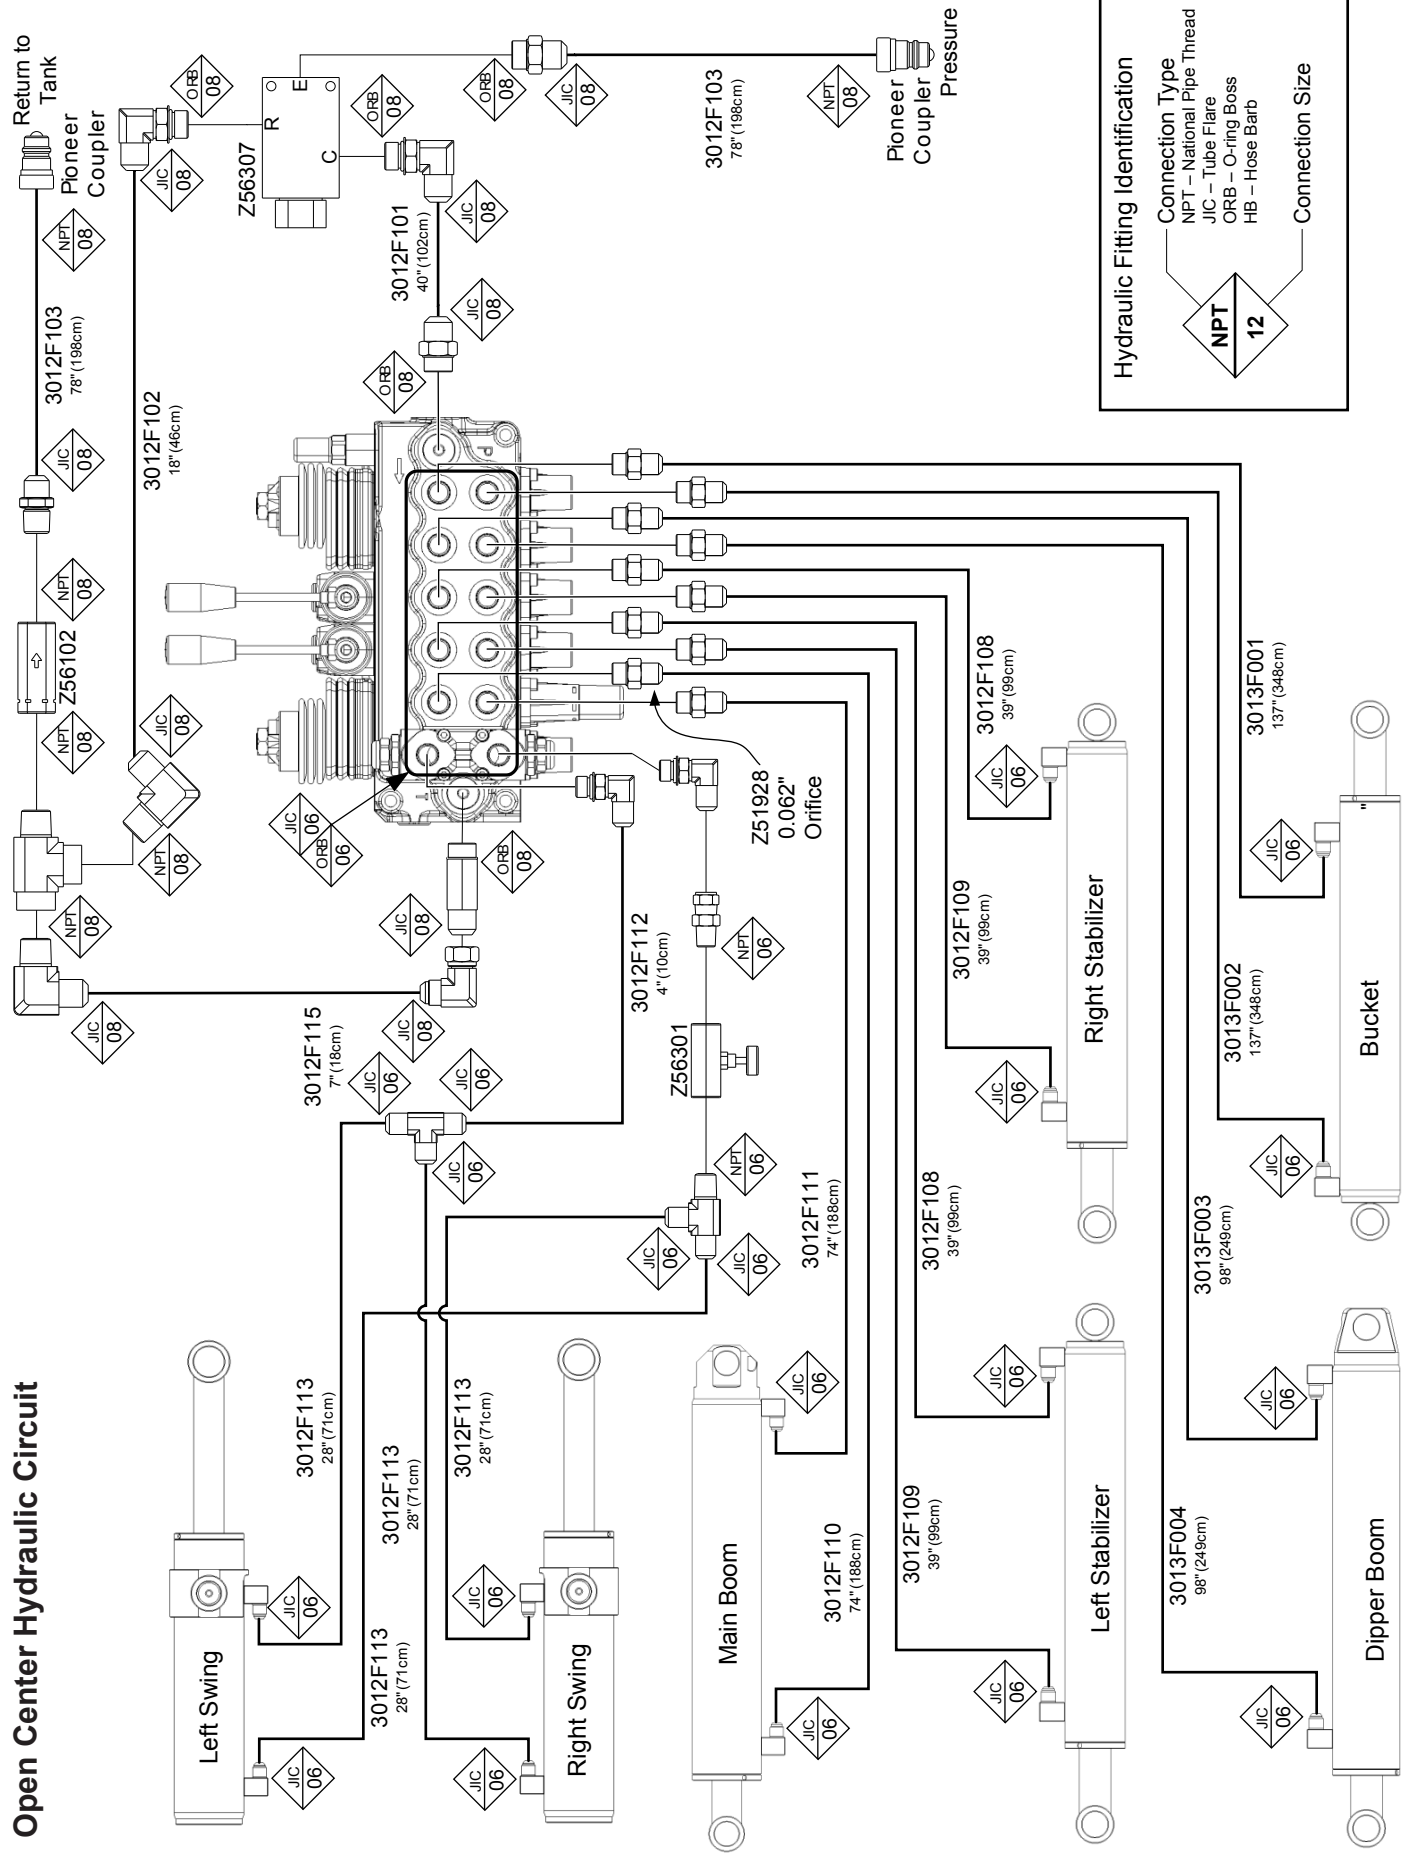 Open Center Hydraulic Circuit
Left Swing
JIC
06
JIC
06
3012F113
28" (71cm)
3012F113
28" (71cm)
3012F113
28" (71cm)
3012F113
28" (71cm)
Right Swing
JIC
06
JIC
06
Main Boom
JIC
06
JIC
06
3012F110
74" (188cm)
3012F111
74" (188cm)
3012F109
39" (99cm)
3012F108
39" (99cm)
Left Stabilizer
JIC
06
JIC
06
3013F004
98" (249cm)
3013F003
98" (249cm)
Dipper Boom
JIC
06
JIC
06
JIC
08
3012F115
7" (18cm)
JIC
08
JIC
06
JIC
06
JIC
06
JIC
06
JIC
06
NPT
06
Z56301
NPT
06
3012F112
4" (10cm)
JIC
08
ORB
08
JIC
06
ORB
06
Z51928
0.062"
Orifice
3012F109
39" (99cm)
3012F108
39" (99cm)
Right Stabilizer
JIC
06
JIC
06
3013F002
137" (348cm)
3013F001
137" (348cm)
Bucket
JIC
06
JIC
06
NPT
08
NPT
08
JIC
08
NPT
08
Z56102
NPT
08
JIC
08
3012F103
78" (198cm)
3012F102
18" (46cm)
NPT
08
Return to
Tank
Pioneer
Coupler
JIC
08
ORB
08
Z56307
R
E
C
ORB
08
JIC
08
3012F101
40" (102cm)
JIC
08
ORB
08
P
T
ORB
08
JIC
08
3012F103
78" (198cm)
NPT
08
Pioneer
Coupler
Pressure
Hydraulic Fitting Identification
NPT
12
Connection Type
NPT – National Pipe Thread
JIC – Tube Flare
ORB – O-ring Boss
HB – Hose Barb
Connection Size